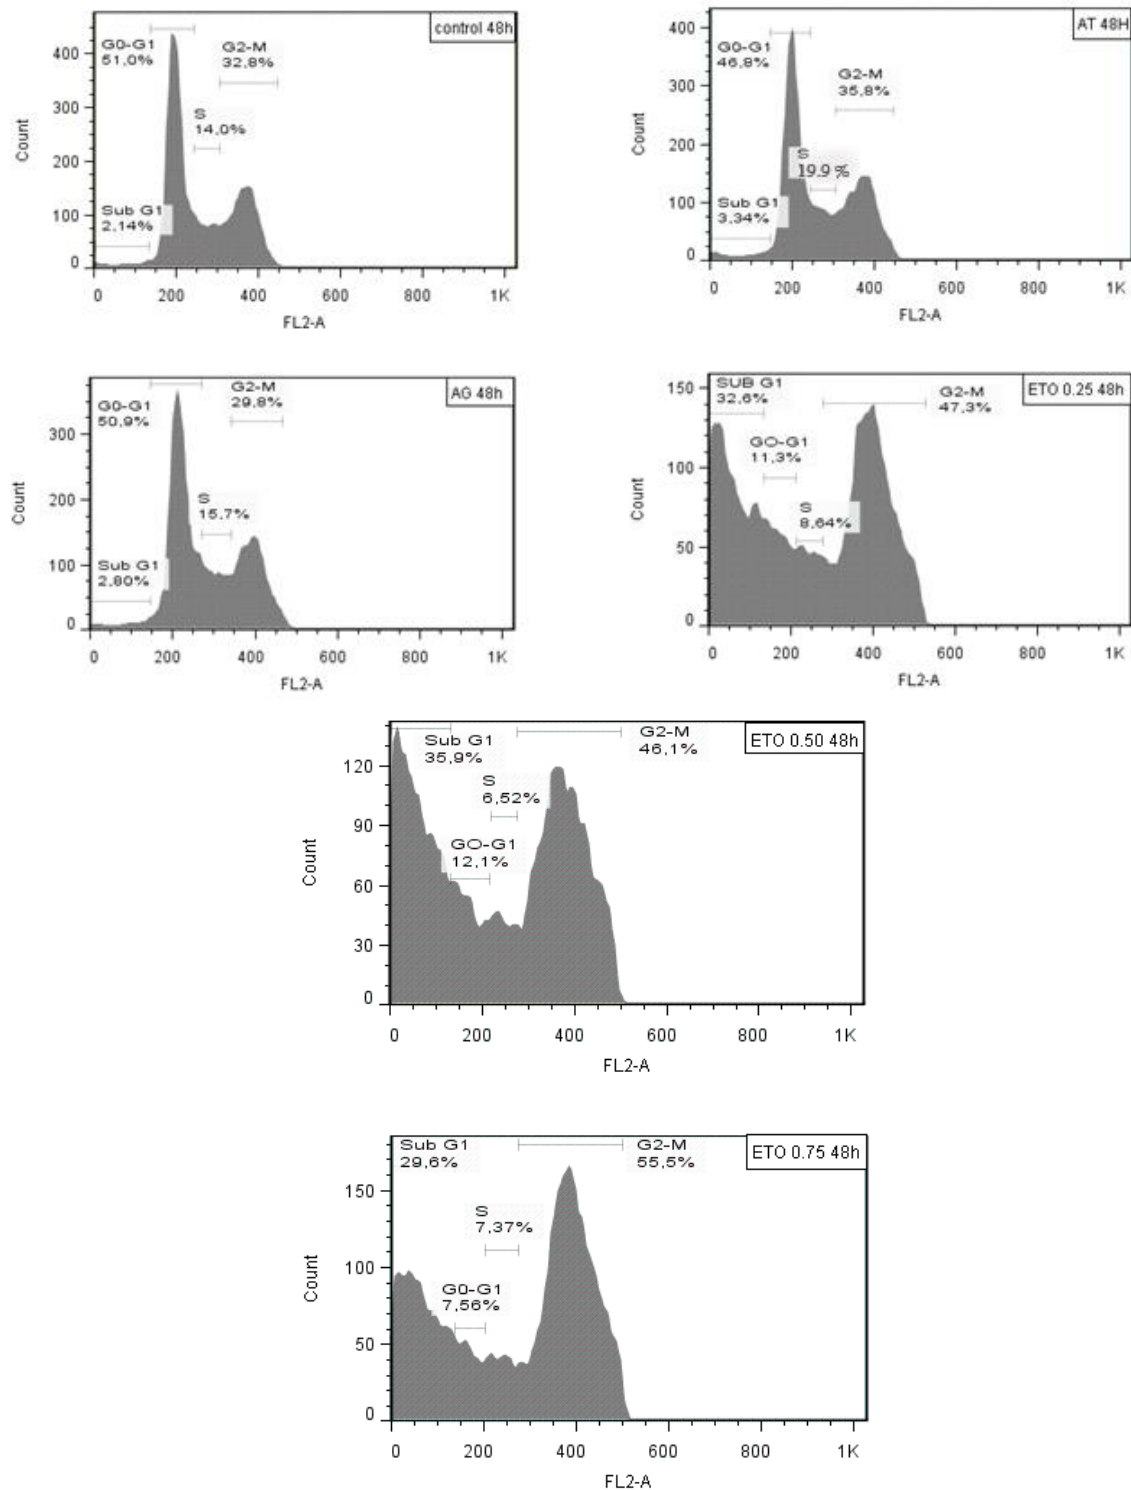 control 48h
G0-G1
51,0%
G2-M
32,8%
S
14,0%
Sub G1
2,14%
Count
400
300
200
100
0
0 200 400 600 800 1K
FL2-A
AT 48H
G0-G1
46,8%
G2-M
35,8%
S
19.9 %
Sub G1
3,34%
Count
400
300
200
100
0
0 200 400 600 800 1K
FL2-A
AG 48h
G0-G1
50,9%
G2-M
29,8%
S
15,7%
Sub G1
2,80%
Count
300
200
100
0
0 200 400 600 800 1K
FL2-A
ETO 0.25 48h
SUB G1
32,6%
G2-M
47,3%
GO-G1
11,3%
S
8,64%
Count
150
100
50
0
0 200 400 600 800 1K
FL2-A
ETO 0.50 48h
Sub G1
35,9%
G2-M
46,1%
S
6,52%
GO-G1
12,1%
Count
120
90
60
30
0
0 200 400 600 800 1K
FL2-A
ETO 0.75 48h
Sub G1
29,6%
G2-M
55,5%
S
7,37%
G0-G1
7,56%
Count
150
100
50
0
0 200 400 600 800 1K
FL2-A